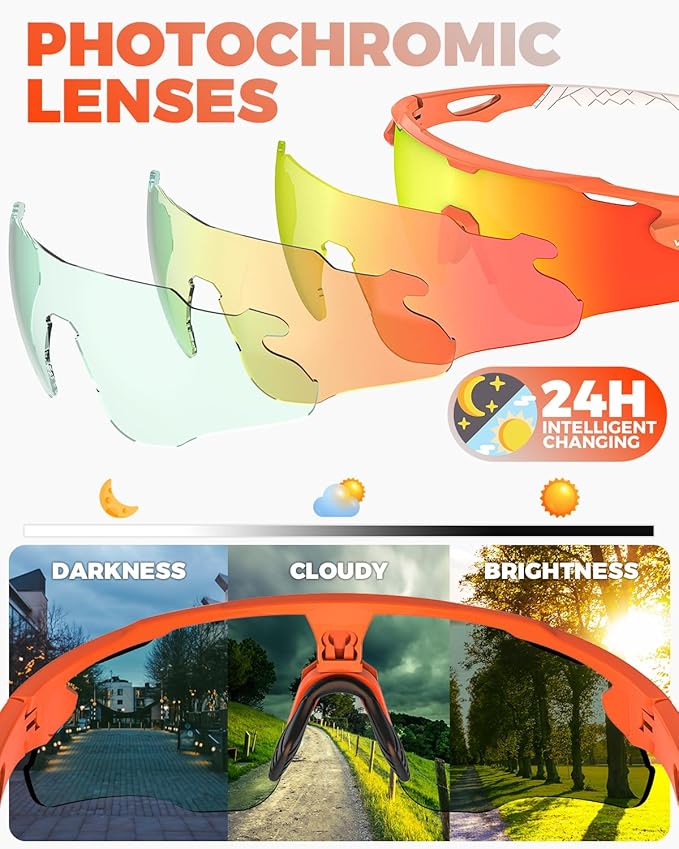 PHOTOCHROMIC
LENSES
24H
INTELLIGENT
CHANGING
DARKNESS
CLOUDY
BRIGHTNESS